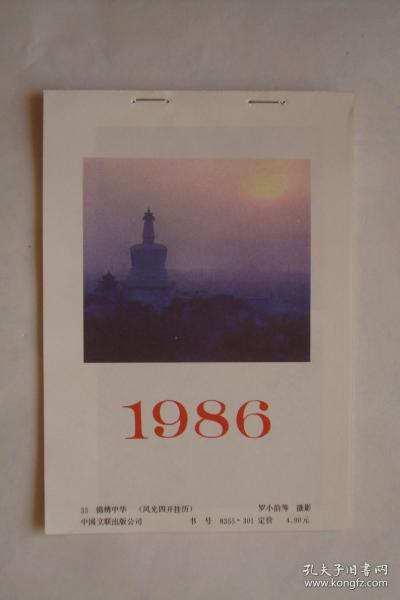 1986
33 锦绣中华 (风光四开挂历) 罗小韵等 摄影
中国文联出版公司 书号 8355·301 定价 4.90元
孔夫子旧书网
www.kongfz.com